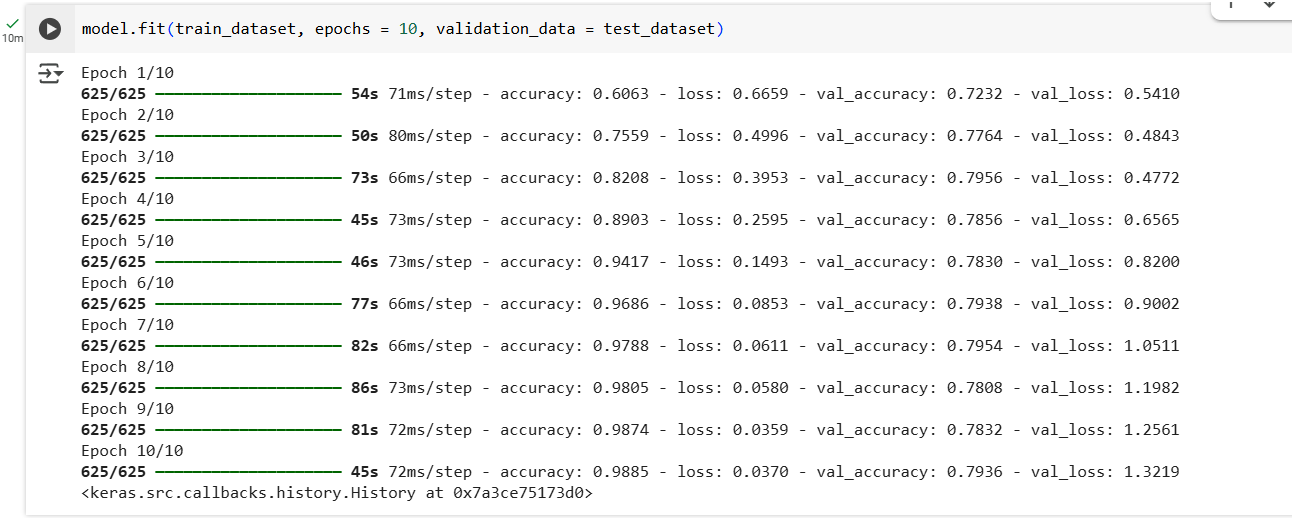 model.fit(train_dataset, epochs = 10, validation_data = test_dataset)
10m
Epoch 1/10
625/625 54s 71ms/step - accuracy: 0.6063 - loss: 0.6659 - val_accuracy: 0.7232 - val_loss: 0.5410
Epoch 2/10
625/625 50s 80ms/step - accuracy: 0.7559 - loss: 0.4996 - val_accuracy: 0.7764 - val_loss: 0.4843
Epoch 3/10
625/625 73s 66ms/step - accuracy: 0.8208 - loss: 0.3953 - val_accuracy: 0.7956 - val_loss: 0.4772
Epoch 4/10
625/625 45s 73ms/step - accuracy: 0.8903 - loss: 0.2595 - val_accuracy: 0.7856 - val_loss: 0.6565
Epoch 5/10
625/625 46s 73ms/step - accuracy: 0.9417 - loss: 0.1493 - val_accuracy: 0.7830 - val_loss: 0.8200
Epoch 6/10
625/625 77s 66ms/step - accuracy: 0.9686 - loss: 0.0853 - val_accuracy: 0.7938 - val_loss: 0.9002
Epoch 7/10
625/625 82s 66ms/step - accuracy: 0.9788 - loss: 0.0611 - val_accuracy: 0.7954 - val_loss: 1.0511
Epoch 8/10
625/625 86s 73ms/step - accuracy: 0.9805 - loss: 0.0580 - val_accuracy: 0.7808 - val_loss: 1.1982
Epoch 9/10
625/625 81s 72ms/step - accuracy: 0.9874 - loss: 0.0359 - val_accuracy: 0.7832 - val_loss: 1.2561
Epoch 10/10
625/625 45s 72ms/step - accuracy: 0.9885 - loss: 0.0370 - val_accuracy: 0.7936 - val_loss: 1.3219
<keras.src.callbacks.history.History at 0x7a3ce75173d0>